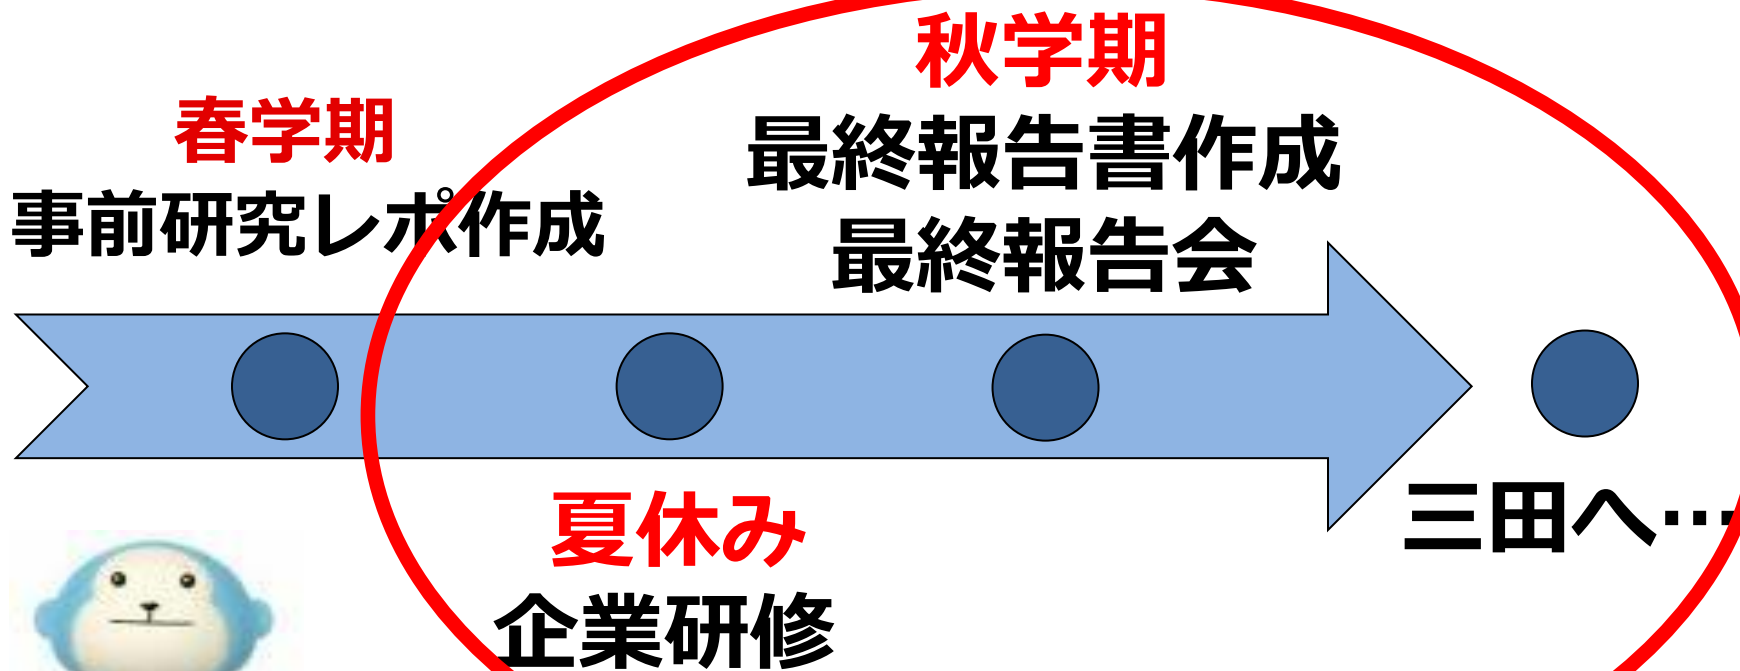 春学期
事前研究レポ作成
秋学期
最終報告書作成
最終報告会
夏休み
企業研修
三田へ…